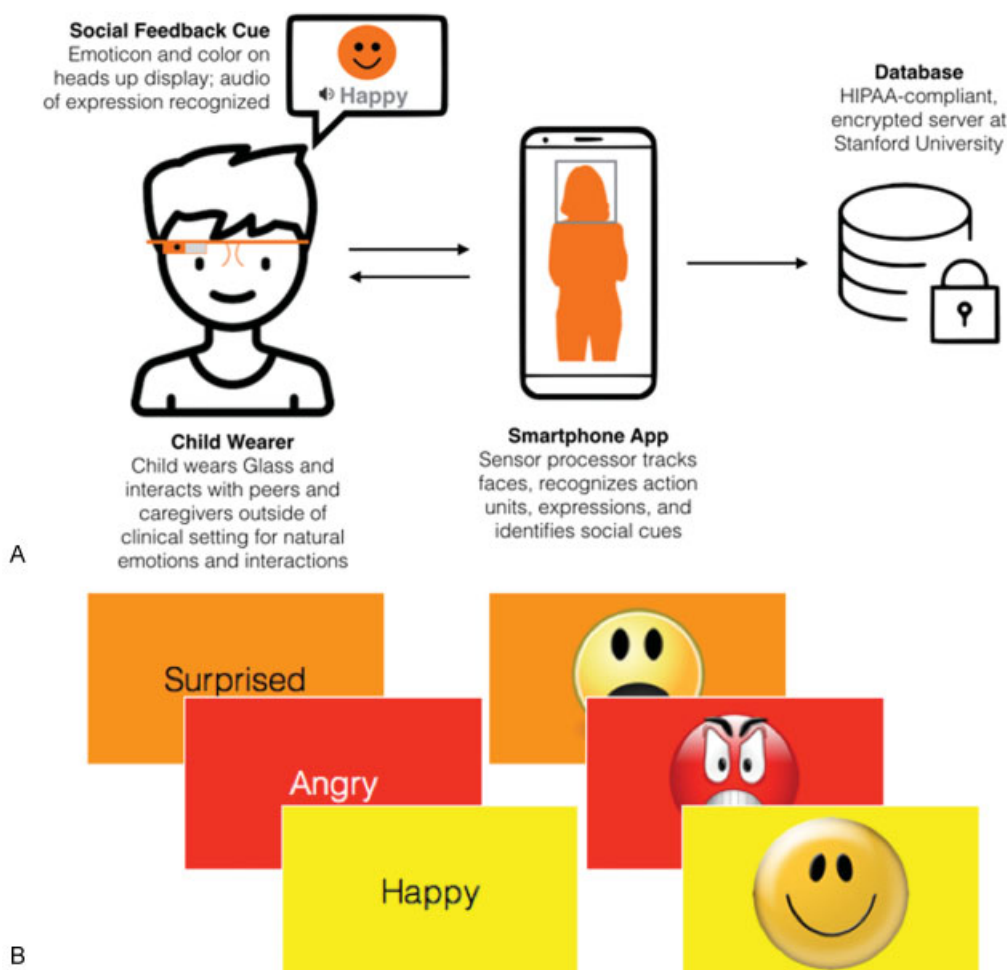 Social Feedback Cue
Emoticon and color on
heads up display; audio
of expression recognized
Happy
Database
HIPAA-compliant,
encrypted server at
Stanford University
Child Wearer
Child wears Glass and
interacts with peers and
caregivers outside of
clinical setting for natural
emotions and interactions
Smartphone App
Sensor processor tracks
faces, recognizes action
units, expressions, and
identifies social cues
A
Surprised
Angry
Happy
B